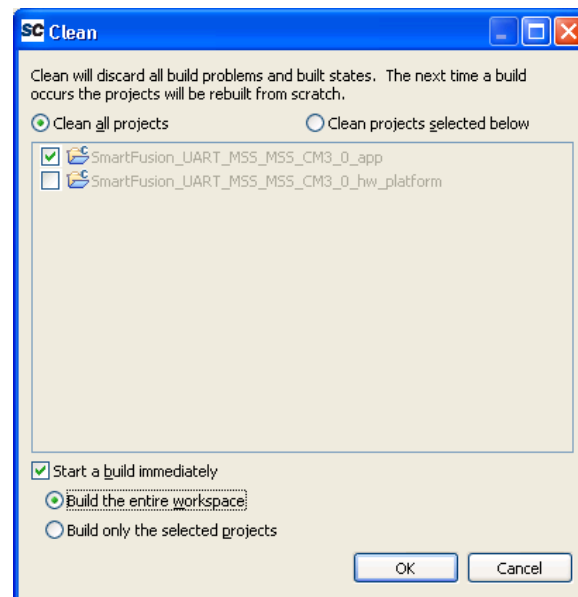 SC Clean
Clean will discard all build problems and built states. The next time a build
occurs the projects will be rebuilt from scratch.
Clean all projects Clean projects selected below
SmartFusion_UART_MSS_MSS_CM3_0_app
SmartFusion_UART_MSS_MSS_CM3_0_hw_platform
Start a build immediately
Build the entire workspace
Build only the selected projects
OK Cancel